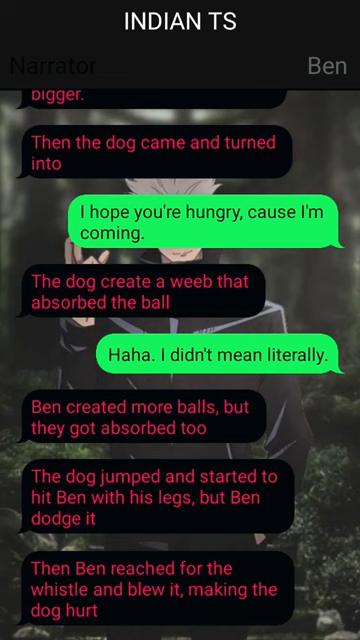 INDIAN TS
Narrator
Ben
bigger.
Then the dog came and turned
into
I hope you're hungry, cause I'm
coming.
The dog create a weeb that
absorbed the ball
Haha. I didn't mean literally.
Ben created more balls, but
they got absorbed too
The dog jumped and started to
hit Ben with his legs, but Ben
dodge it
Then Ben reached for the
whistle and blew it, making the
dog hurt